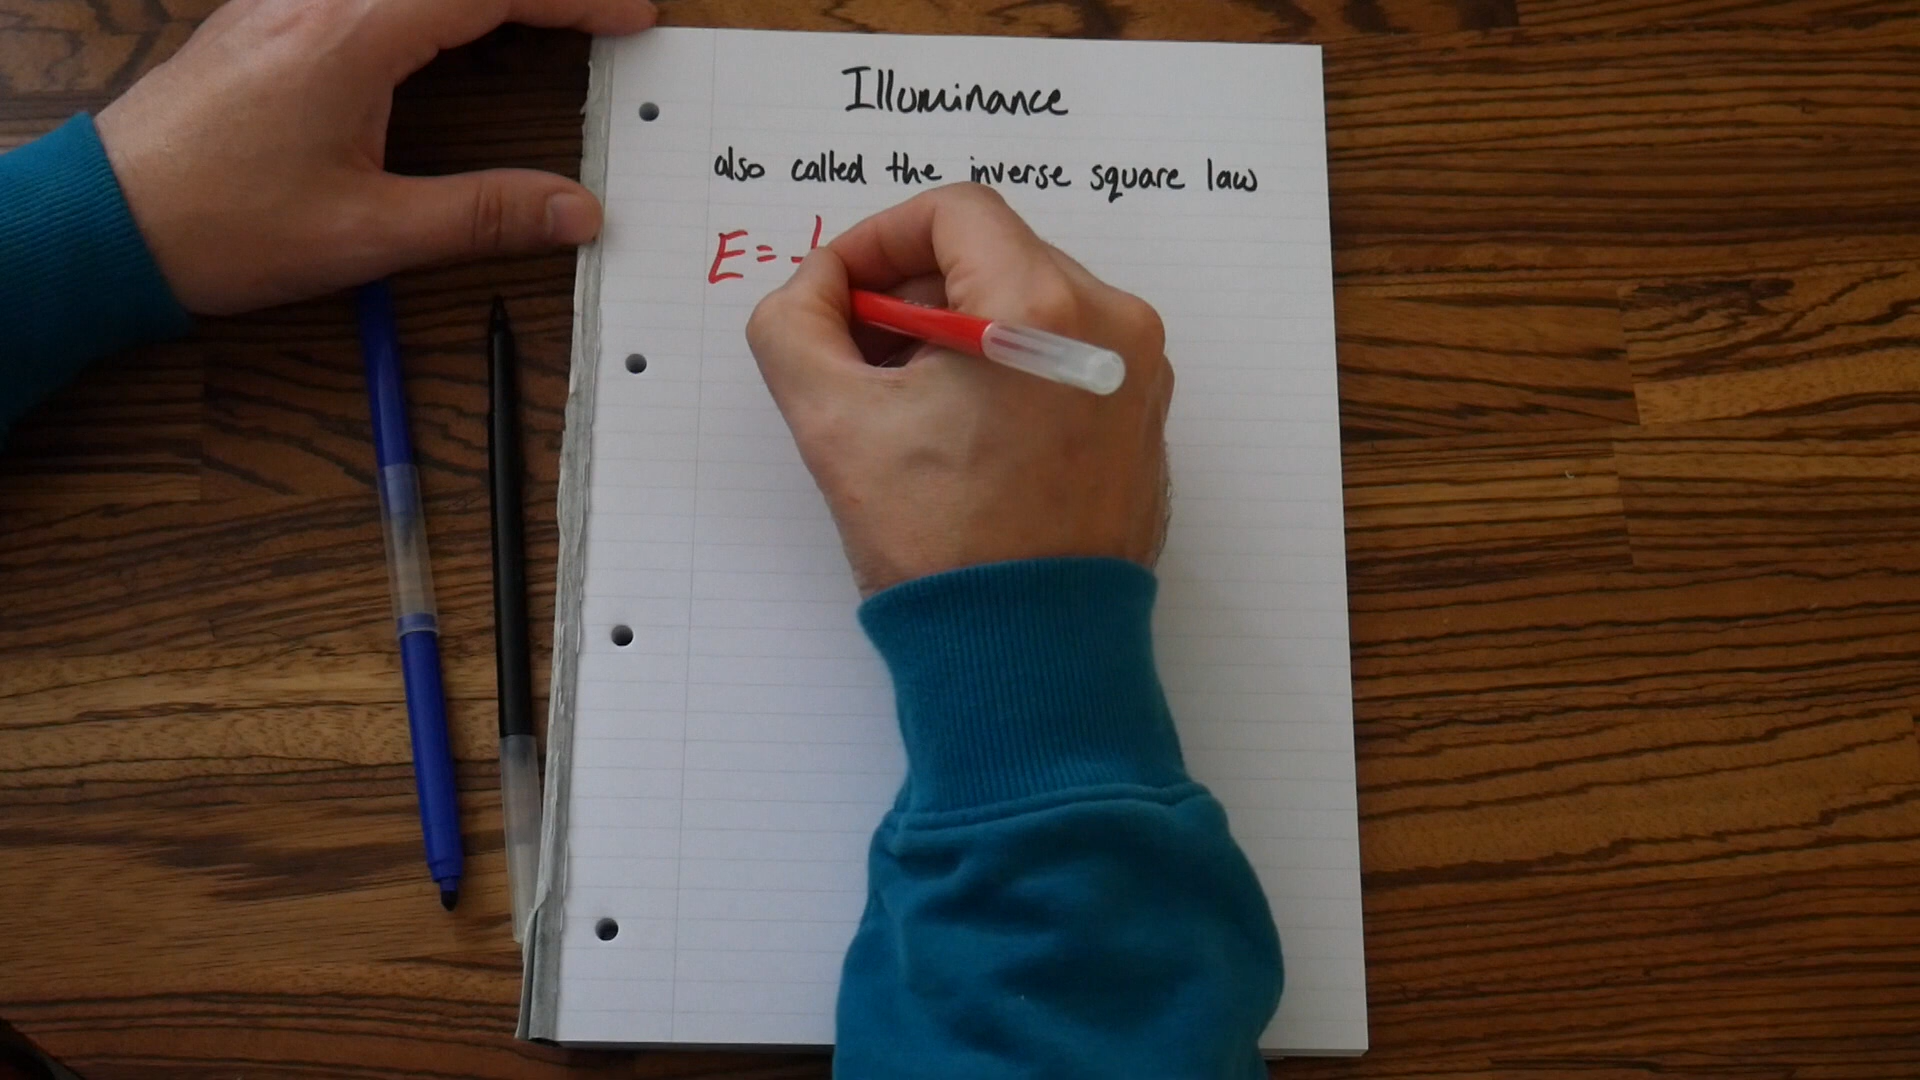 Illuminance
also called the inverse square law
E =